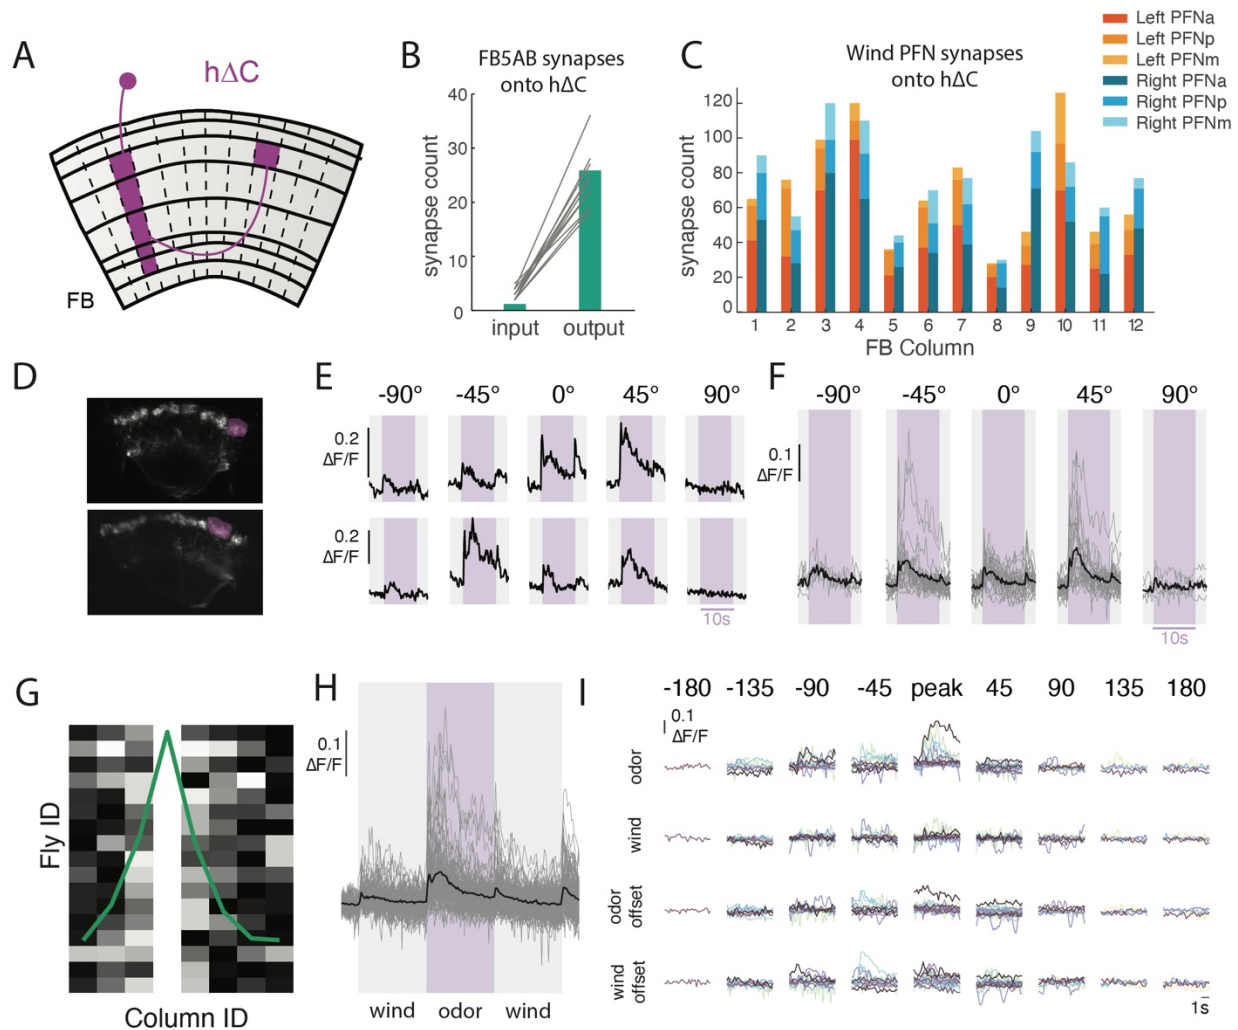 A
hΔC
FB
B
FB5AB synapses
onto hΔC
synapse count
40
30
20
10
0
input output
C
Wind PFN synapses
onto hΔC
Left PFNa
Left PFNp
Left PFNm
Right PFNa
Right PFNp
Right PFNm
synapse count
120
100
80
60
40
20
0
1 2 3 4 5 6 7 8 9 10 11 12
FB Column
D
E
-90° -45° 0° 45° 90°
0.2
ΔF/F
0.2
ΔF/F
10s
F
-90° -45° 0° 45° 90°
0.1
ΔF/F
10s
G
Fly ID
Column ID
H
0.1
ΔF/F
wind odor wind
I
-180 -135 -90 -45 peak 45 90 135 180
0.1
ΔF/F
odor
wind
odor
offset
wind
offset
1s